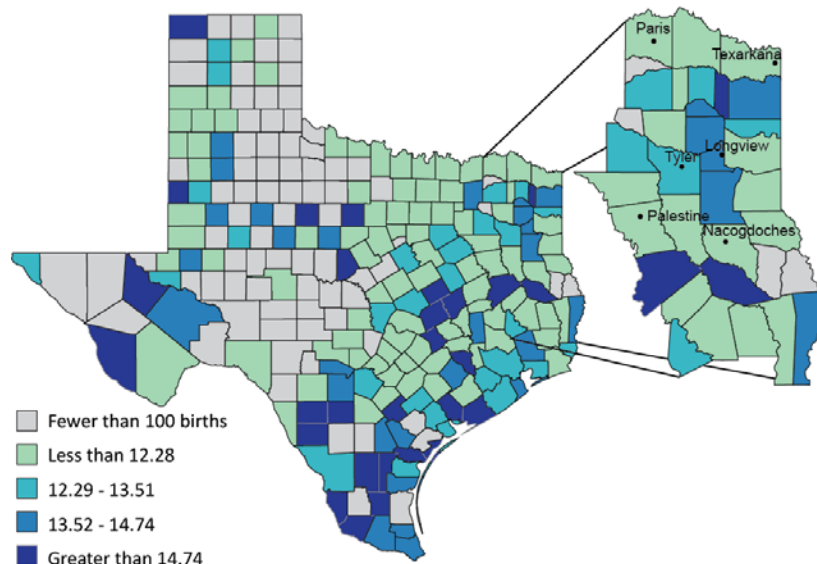 Paris
Texarkana
Longview
Tyler
Palestine
Nacogdoches
Fewer than 100 births
Less than 12.28
12.29 - 13.51
13.52 - 14.74
Greater than 14.74